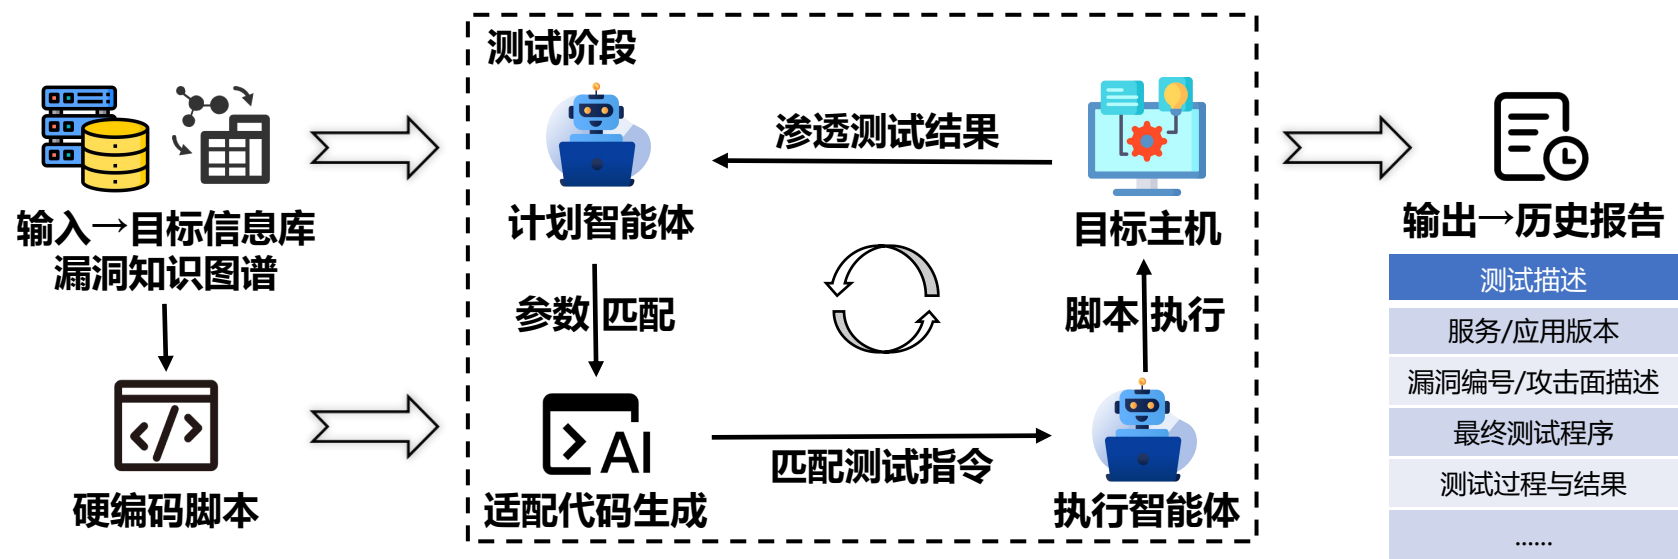 测试阶段
输入→目标信息库
漏洞知识图谱
硬编码脚本
计划智能体
渗透测试结果
目标主机
参数 匹配
脚本 执行
AI
适配代码生成
匹配测试指令
执行智能体
输出→历史报告
测试描述
服务/应用版本
漏洞编号/攻击面描述
最终测试程序
测试过程与结果
......